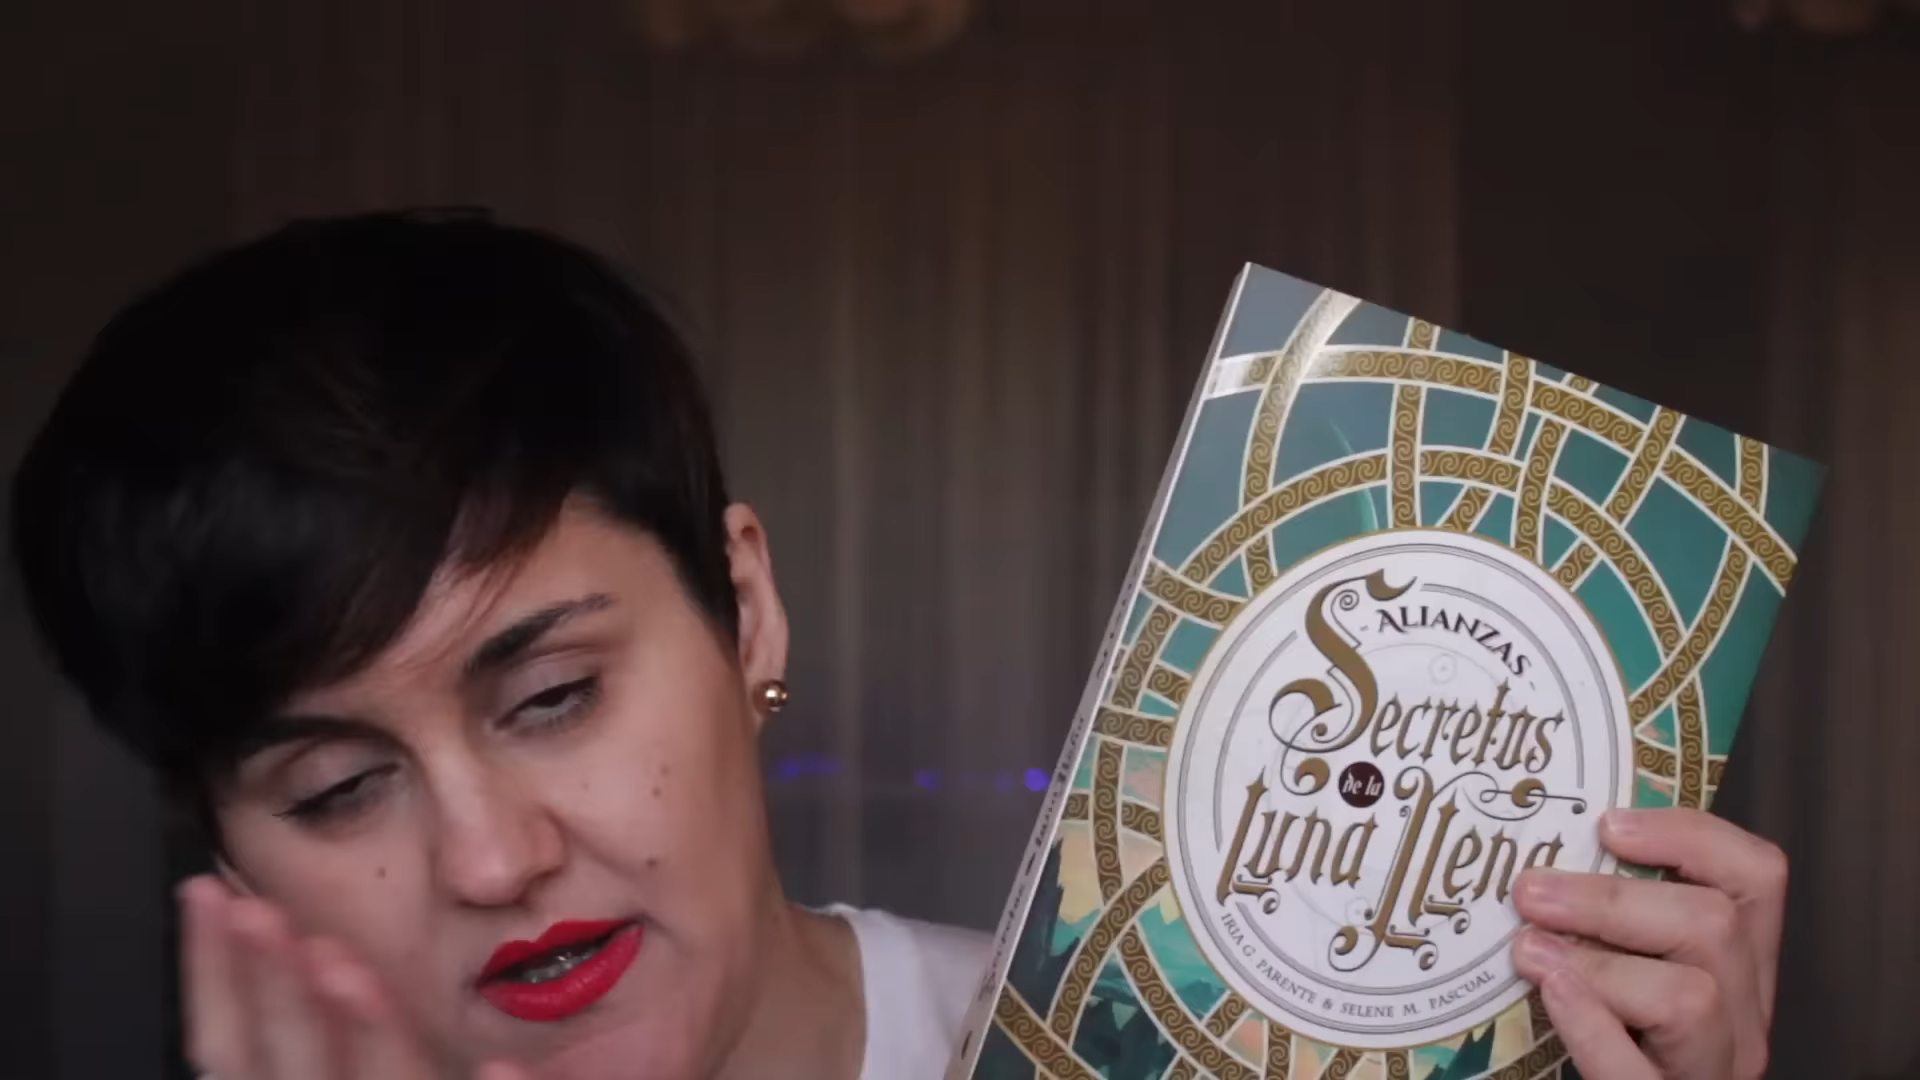 - ALIANZAS -
Secretos
de la
Luna Llena
IRIA G PARENTE & SELENE M. PASCUAL